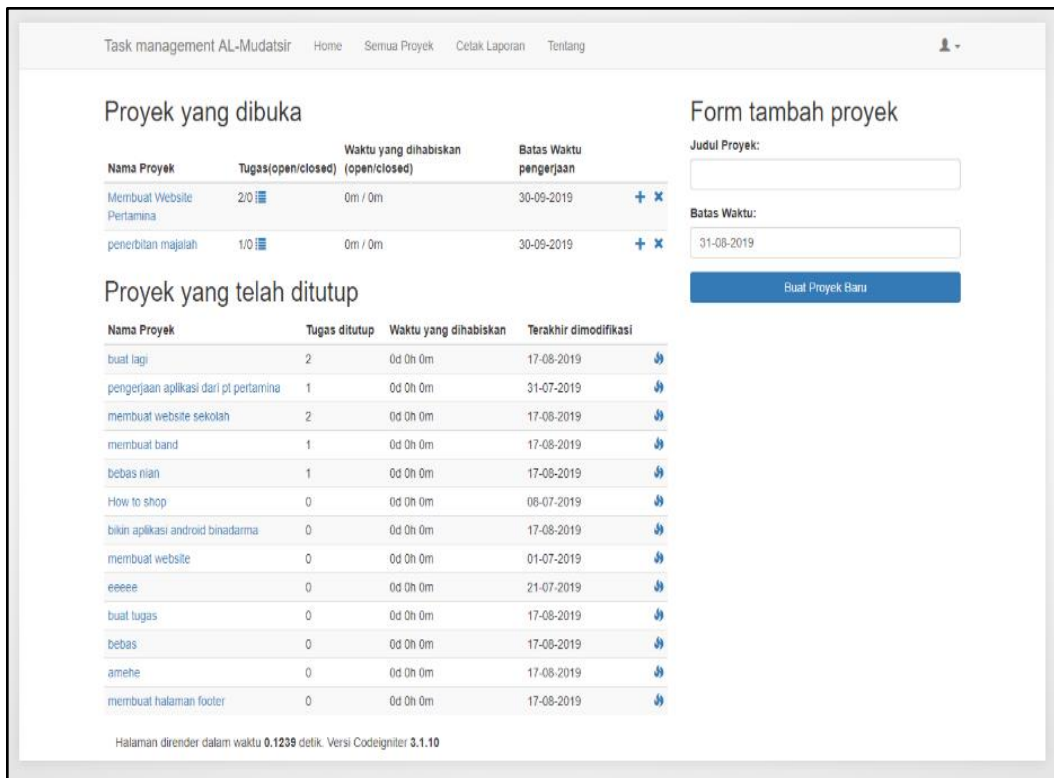 Task management AL-Mudatsir Home Semua Proyek Cetak Laporan Tentang
Proyek yang dibuka
Nama Proyek Tugas(open/closed) Waktu yang dihabiskan (open/closed) Batas Waktu pengerjaan
Membuat Website Pertamina 2/0 0m / 0m 30-09-2019
penerbitan majalah 1/0 0m / 0m 30-09-2019
Proyek yang telah ditutup
Nama Proyek Tugas ditutup Waktu yang dihabiskan Terakhir dimodifikasi
buat lagi 2 0d 0h 0m 17-08-2019
pengerjaan aplikasi dari pt pertamina 1 0d 0h 0m 31-07-2019
membuat website sekolah 2 0d 0h 0m 17-08-2019
membuat band 1 0d 0h 0m 17-08-2019
bebas nian 1 0d 0h 0m 17-08-2019
How to shop 0 0d 0h 0m 08-07-2019
bikin aplikasi android binadarma 0 0d 0h 0m 17-08-2019
membuat website 0 0d 0h 0m 01-07-2019
eeeee 0 0d 0h 0m 21-07-2019
buat tugas 0 0d 0h 0m 17-08-2019
bebas 0 0d 0h 0m 17-08-2019
amehe 0 0d 0h 0m 17-08-2019
membuat halaman footer 0 0d 0h 0m 17-08-2019
Halaman dirender dalam waktu 0.1239 detik. Versi Codeigniter 3.1.10
Form tambah proyek
Judul Proyek:
Batas Waktu:
31-08-2019
Buat Proyek Baru